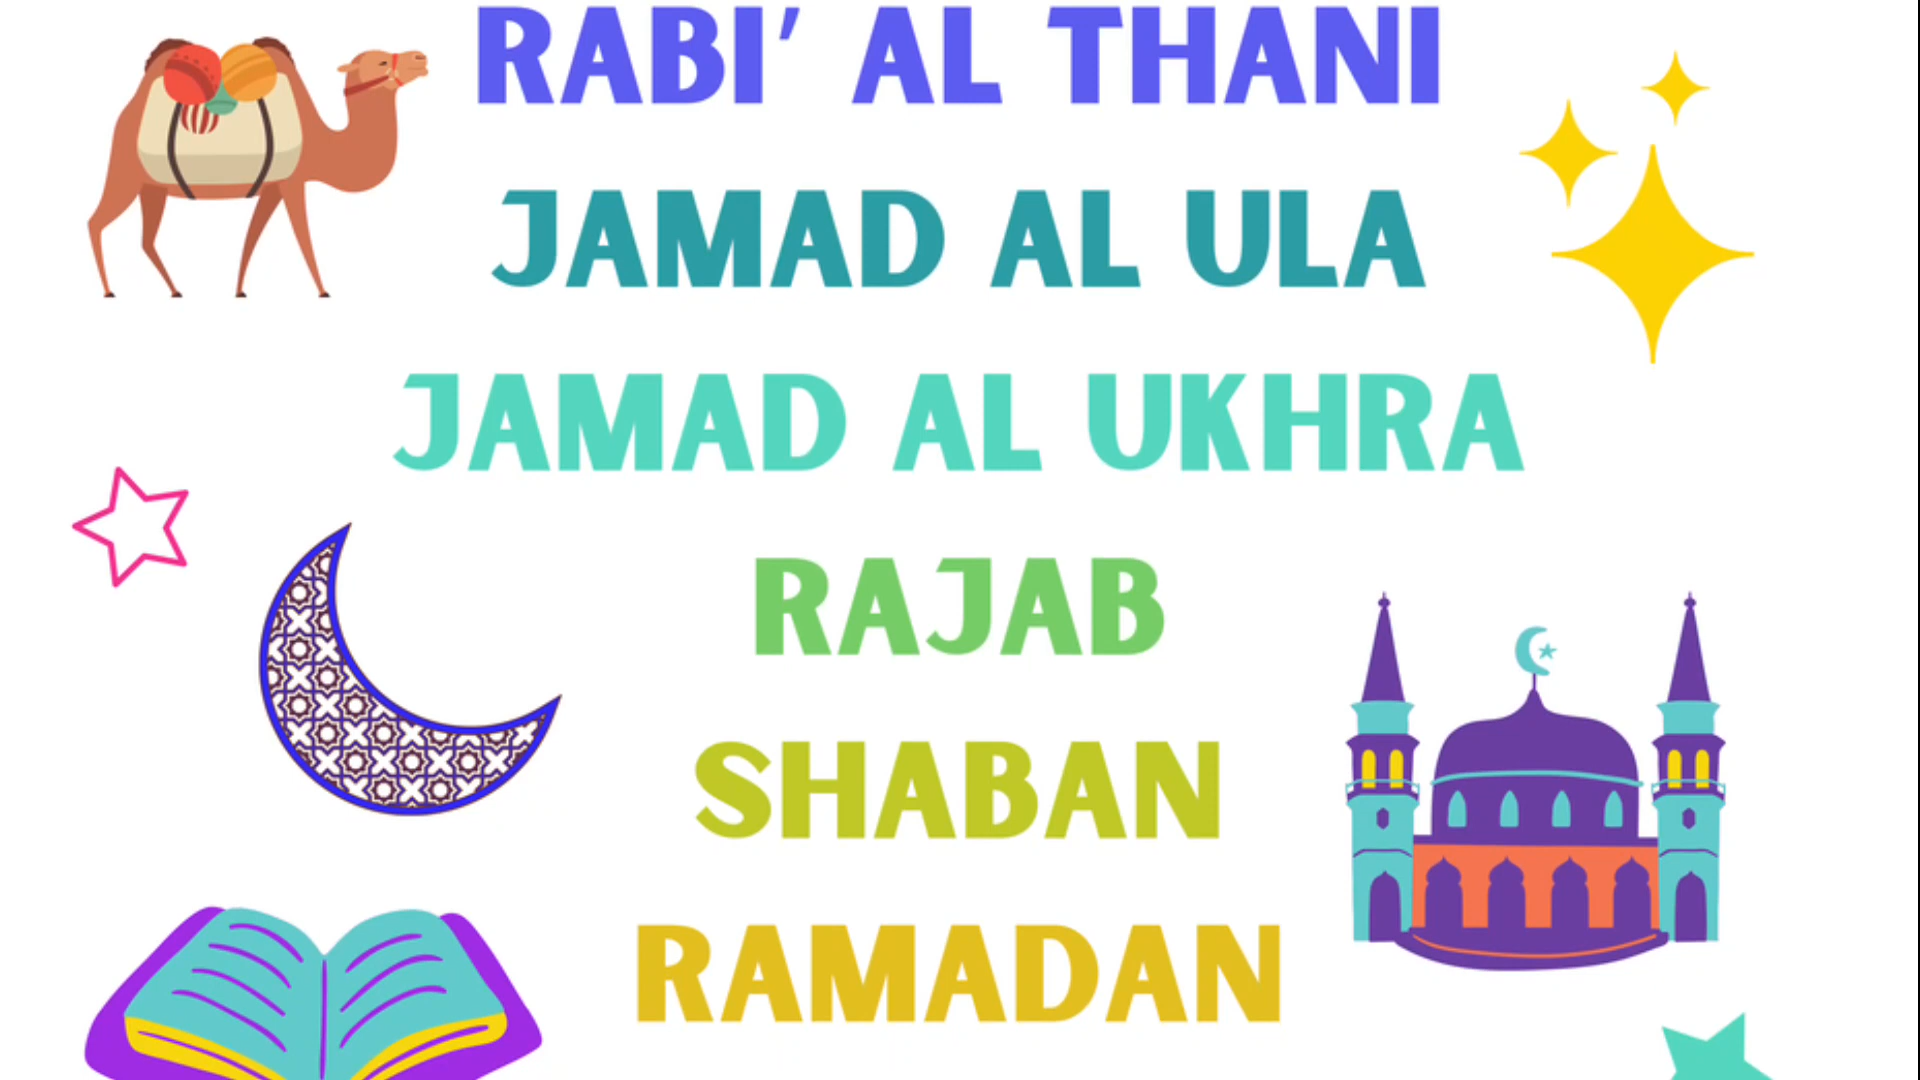 RABI' AL THANI
JAMAD AL ULA
JAMAD AL UKHRA
RAJAB
SHABAN
RAMADAN